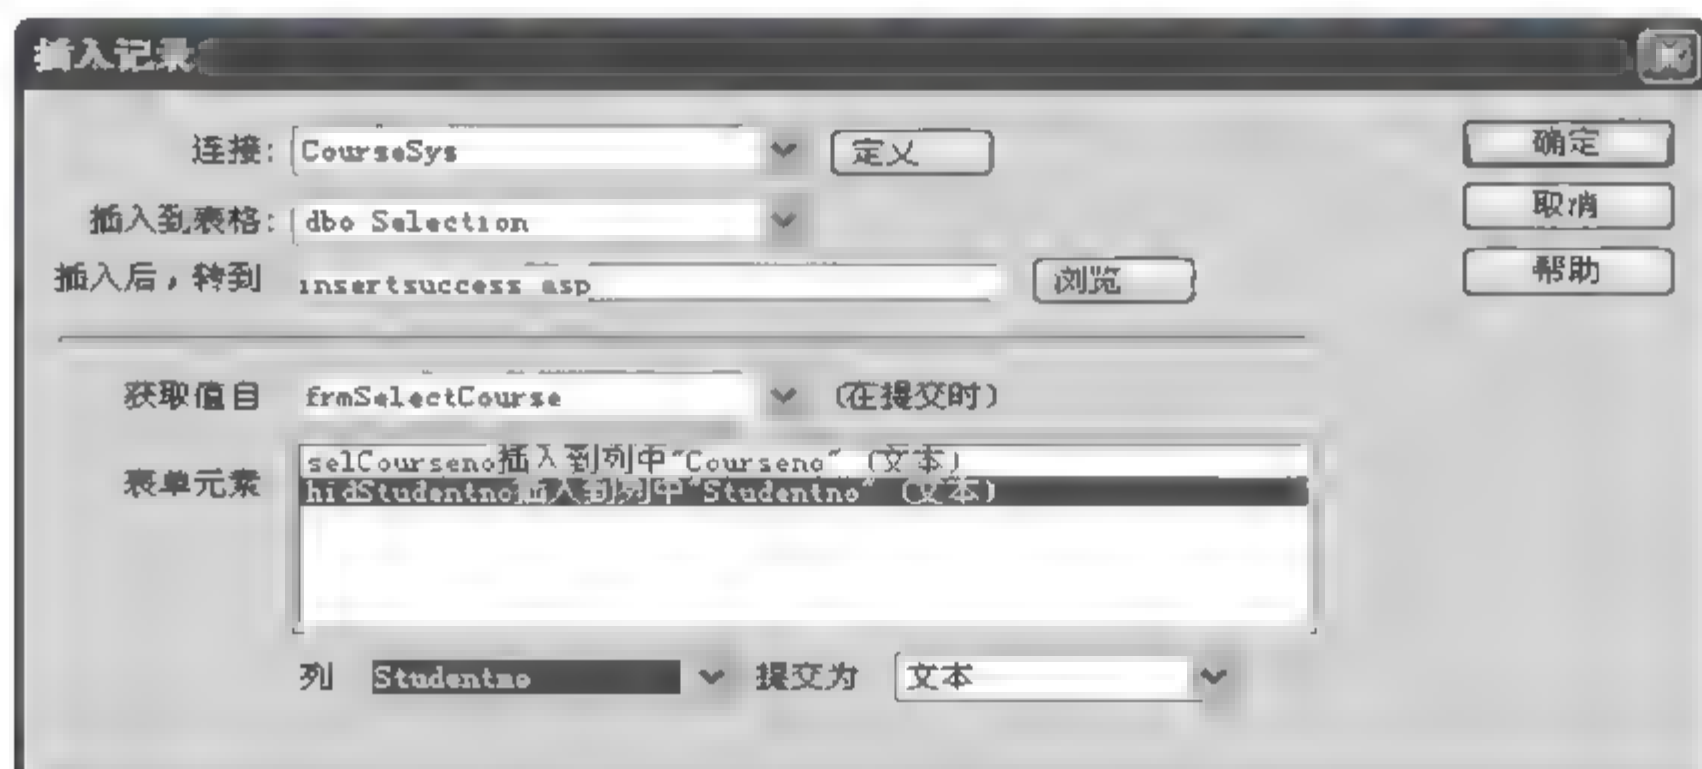 插入记录
连接: CourseSys 定义 确定
插入到表格: dbo Selection 取消
插入后，转到 insertsuccess asp 浏览 帮助
获取值自 frmSelectCourse (在提交时)
表单元素 selCourseno插入到列中"Courseno" (文本)
hidStudentno插入到列中"Studentno" (文本)
列 Studentno 提交为 文本